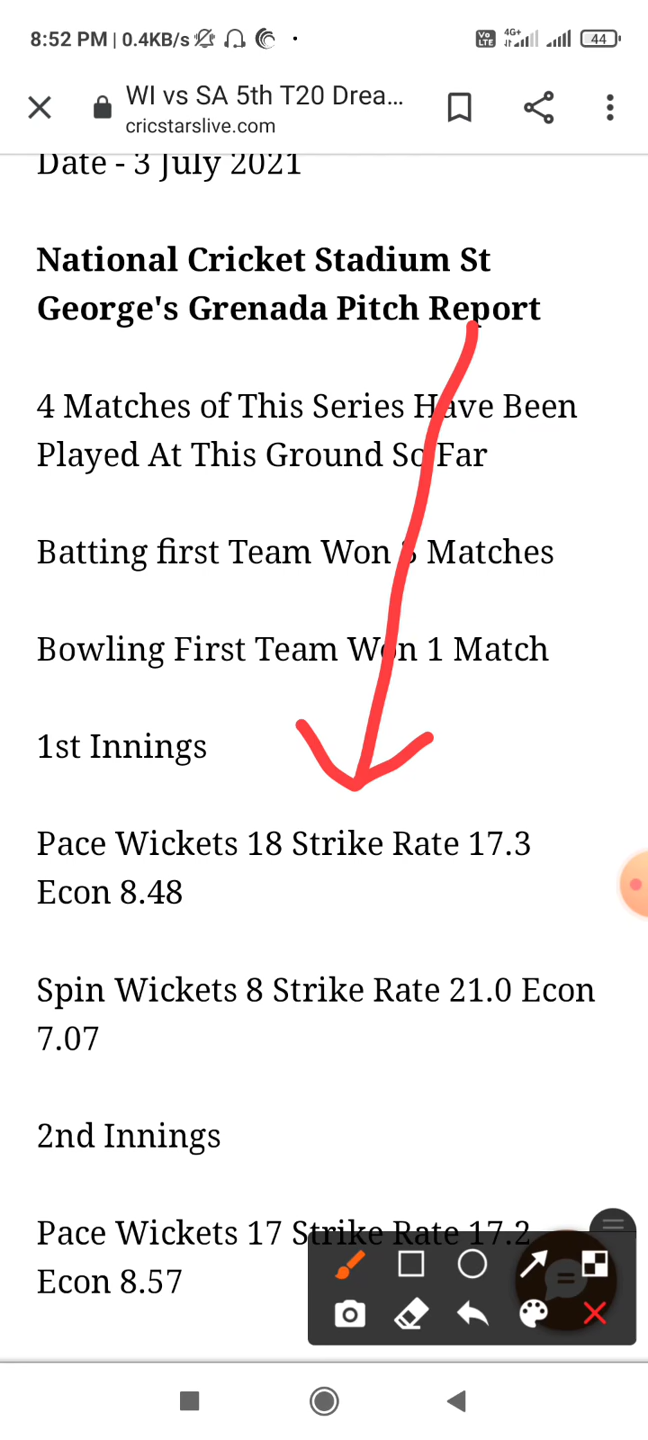 8:52 PM | 0.4KB/s
4G+
Vo LTE
44
WI vs SA 5th T20 Drea...
cricstarslive.com
Date - 3 July 2021
National Cricket Stadium St
George's Grenada Pitch Report
4 Matches of This Series Have Been
Played At This Ground So Far
Batting first Team Won 3 Matches
Bowling First Team Won 1 Match
1st Innings
Pace Wickets 18 Strike Rate 17.3
Econ 8.48
Spin Wickets 8 Strike Rate 21.0 Econ
7.07
2nd Innings
Pace Wickets 17 Strike Rate 17.2
Econ 8.57